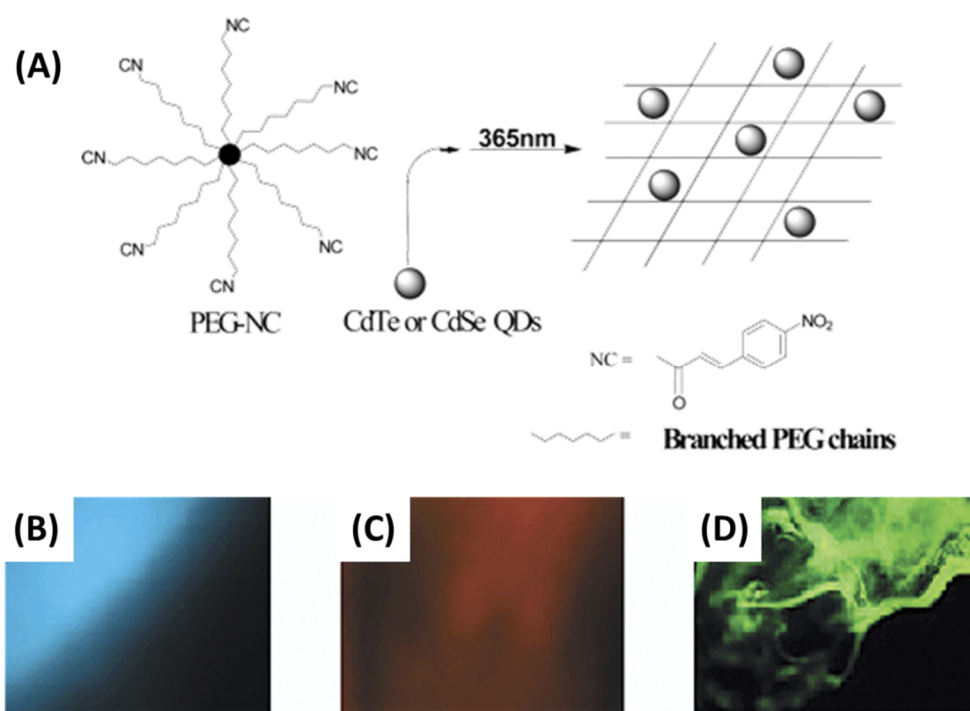 (A)
NC
CN
NC
CN
NC
CN
NC
CN
365nm
PEG-NC
CdTe or CdSe QDs
NC =
NO2
O
=
Branched PEG chains
(B)
(C)
(D)